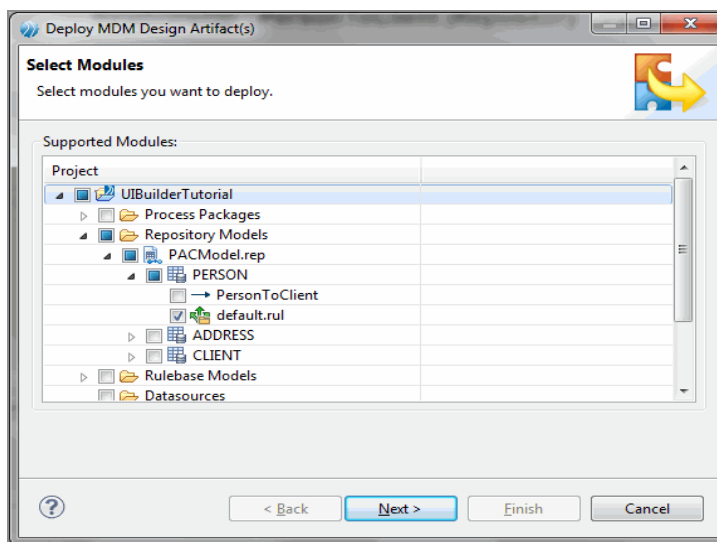 Deploy MDM Design Artifact(s)
Select Modules
Select modules you want to deploy.
Supported Modules:
Project
UIBuilderTutorial
Process Packages
Repository Models
PACModel.rep
PERSON
PersonToClient
default.rul
ADDRESS
CLIENT
Rulebase Models
Datasources
< Back
Next >
Finish
Cancel